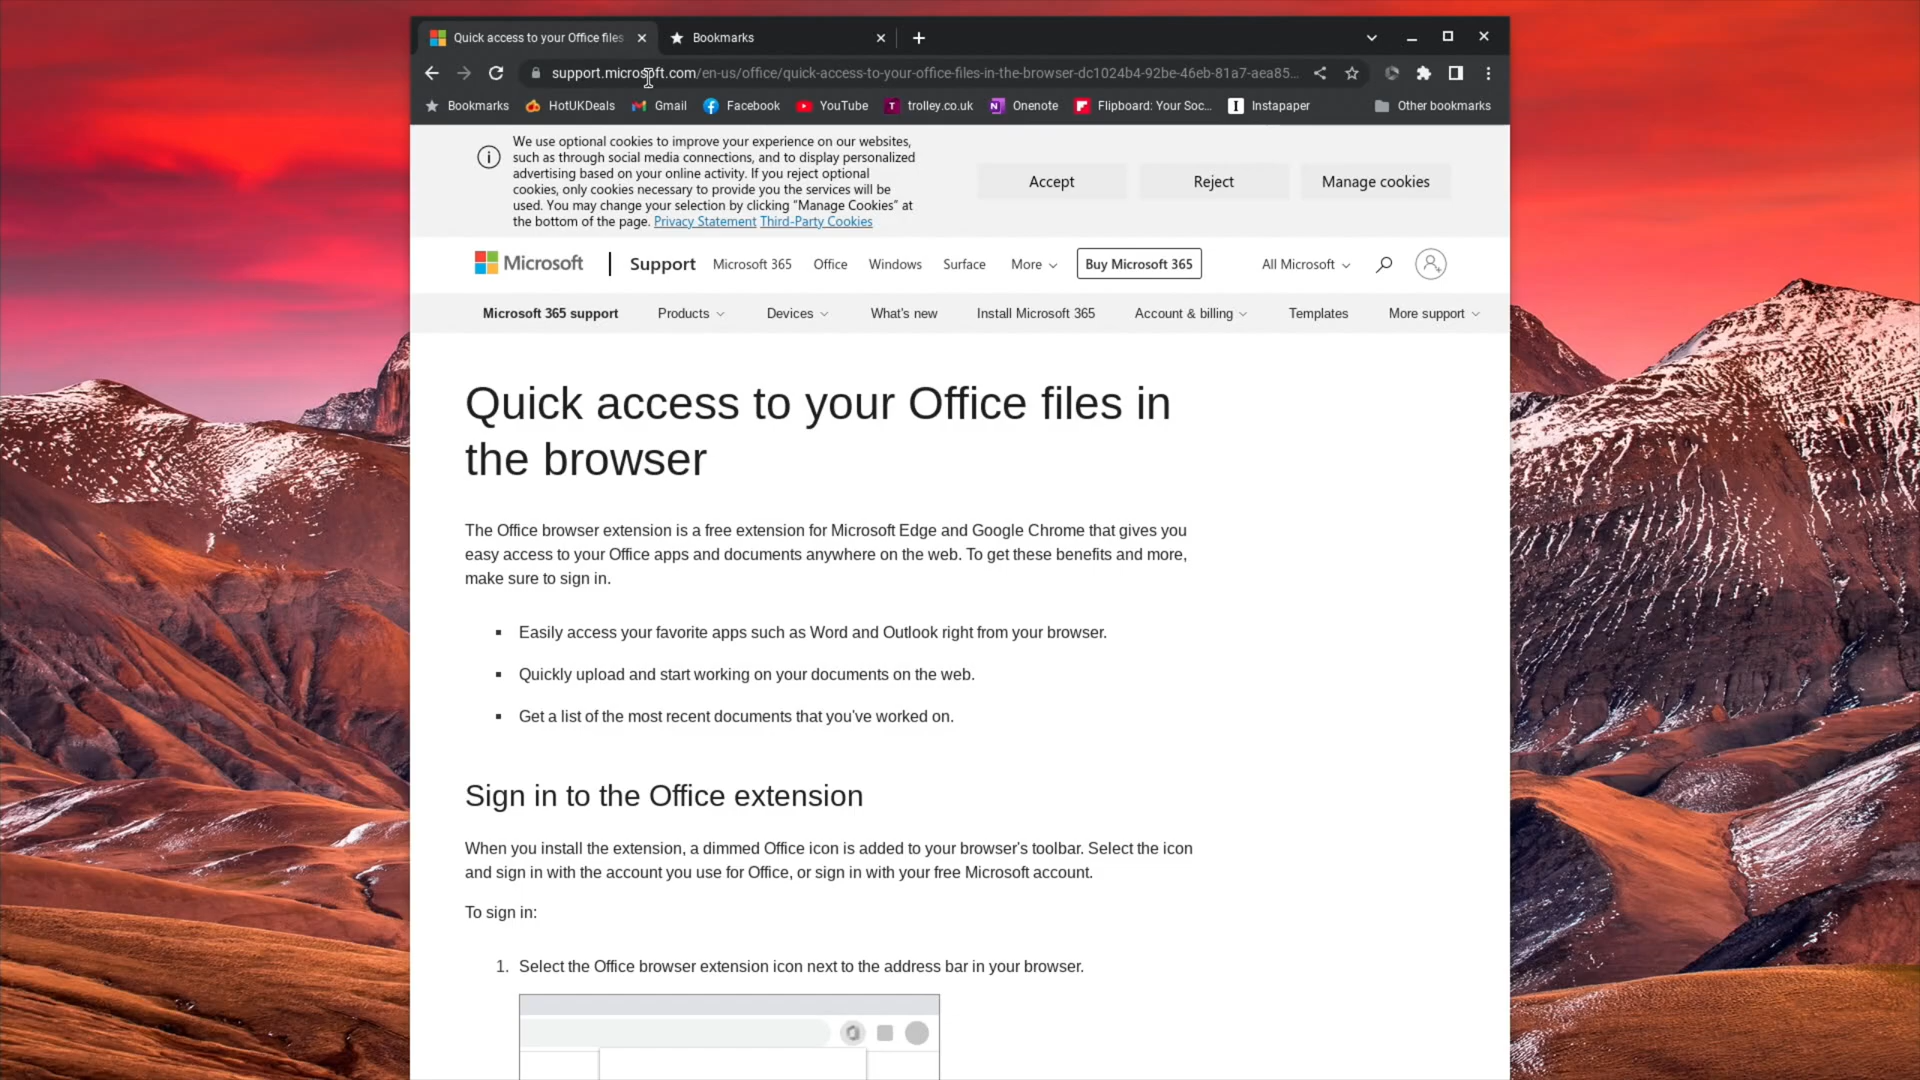 Quick access to your Office files
Bookmarks
support.microsoft.com/en-us/office/quick-access-to-your-office-files-in-the-browser-dc1024b4-92be-46eb-81a7-aea85...
Bookmarks HotUKDeals Gmail Facebook YouTube trolley.co.uk Onenote Flipboard: Your Soc... Instapaper Other bookmarks
We use optional cookies to improve your experience on our websites,
such as through social media connections, and to display personalized
advertising based on your online activity. If you reject optional
cookies, only cookies necessary to provide you the services will be
used. You may change your selection by clicking “Manage Cookies” at
the bottom of the page. Privacy Statement Third-Party Cookies
Accept Reject Manage cookies
Microsoft Support Microsoft 365 Office Windows Surface More Buy Microsoft 365 All Microsoft
Microsoft 365 support Products Devices What's new Install Microsoft 365 Account & billing Templates More support
Quick access to your Office files in
the browser
The Office browser extension is a free extension for Microsoft Edge and Google Chrome that gives you
easy access to your Office apps and documents anywhere on the web. To get these benefits and more,
make sure to sign in.
▪ Easily access your favorite apps such as Word and Outlook right from your browser.
▪ Quickly upload and start working on your documents on the web.
▪ Get a list of the most recent documents that you've worked on.
Sign in to the Office extension
When you install the extension, a dimmed Office icon is added to your browser's toolbar. Select the icon
and sign in with the account you use for Office, or sign in with your free Microsoft account.
To sign in:
1. Select the Office browser extension icon next to the address bar in your browser.